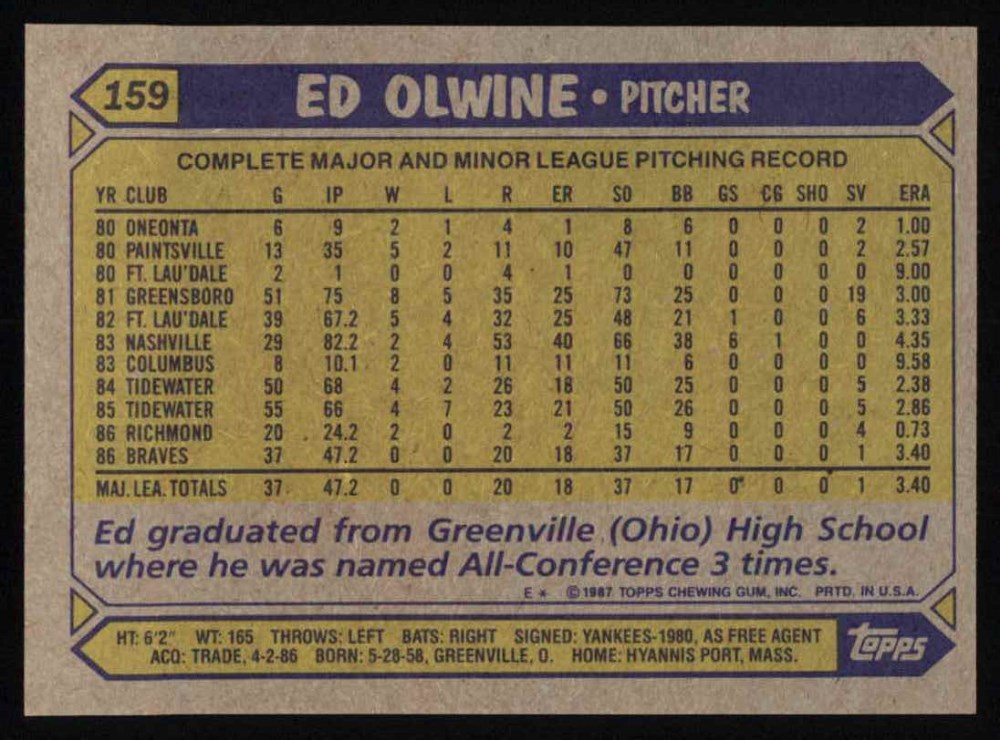 159 ED OLWINE • PITCHER
COMPLETE MAJOR AND MINOR LEAGUE PITCHING RECORD
YR CLUB G IP W L R ER SO BB GS CG SHO SV ERA
80 ONEONTA 6 9 2 1 4 1 8 6 0 0 0 2 1.00
80 PAINTSVILLE 13 35 5 2 11 10 47 11 0 0 0 2 2.57
80 FT. LAU'DALE 2 1 0 0 4 1 0 0 0 0 0 0 9.00
81 GREENSBORO 51 75 8 5 35 25 73 25 0 0 0 19 3.00
82 FT. LAU'DALE 39 67.2 5 4 32 25 48 21 1 0 0 6 3.33
83 NASHVILLE 29 82.2 2 4 53 40 66 38 6 1 0 0 4.35
83 COLUMBUS 8 10.1 2 0 11 11 11 6 0 0 0 0 9.58
84 TIDEWATER 50 68 4 2 26 18 50 25 0 0 0 5 2.38
85 TIDEWATER 55 66 4 7 23 21 50 26 0 0 0 5 2.86
86 RICHMOND 20 24.2 2 0 2 2 15 9 0 0 0 4 0.73
86 BRAVES 37 47.2 0 0 20 18 37 17 0 0 0 1 3.40
MAJ. LEA. TOTALS 37 47.2 0 0 20 18 37 17 0 0 0 1 3.40
Ed graduated from Greenville (Ohio) High School
where he was named All-Conference 3 times.
E * © 1987 TOPPS CHEWING GUM, INC. PRTD. IN U.S.A.
HT: 6'2" WT: 165 THROWS: LEFT BATS: RIGHT SIGNED: YANKEES-1980, AS FREE AGENT
ACQ: TRADE, 4-2-86 BORN: 5-28-58, GREENVILLE, O. HOME: HYANNIS PORT, MASS.
topps